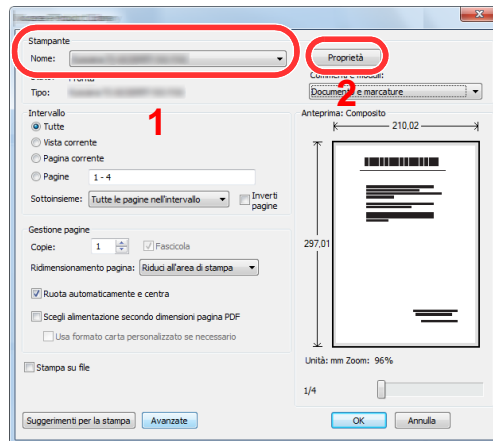 Stampante
Nome:
Proprietà
Stato: Pronta
Commenti e moduli:
Tipo:
Documento e marcature
1
2
Intervallo
Anteprima: Composito
Tutte
210,02
Vista corrente
Pagina corrente
Pagine 1 - 4
Sottoinsieme: Tutte le pagine nell'intervallo Inverti pagine
297,01
Gestione pagine
Copie: 1 Fascicola
Ridimensionamento pagina: Riduci all'area di stampa
Ruota automaticamente e centra
Scegli alimentazione secondo dimensioni pagina PDF
Usa formato carta personalizzato se necessario
Unità: mm Zoom: 96%
Stampa su file
1/4
Suggerimenti per la stampa Avanzate OK Annulla